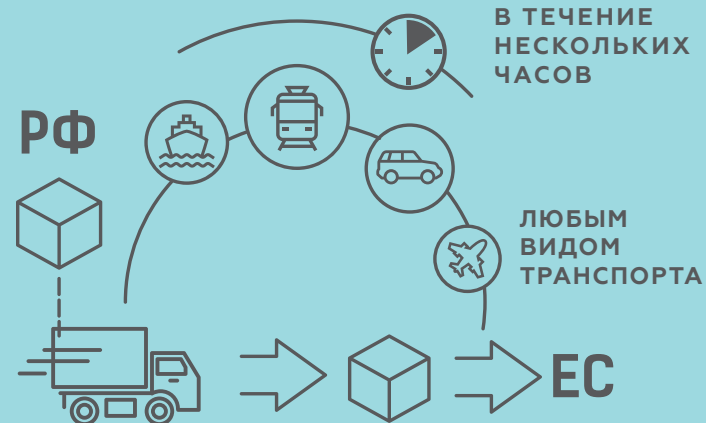 В ТЕЧЕНИЕ
НЕСКОЛЬКИХ
ЧАСОВ
РФ
ЛЮБЫМ
ВИДОМ
ТРАНСПОРТА
ЕС